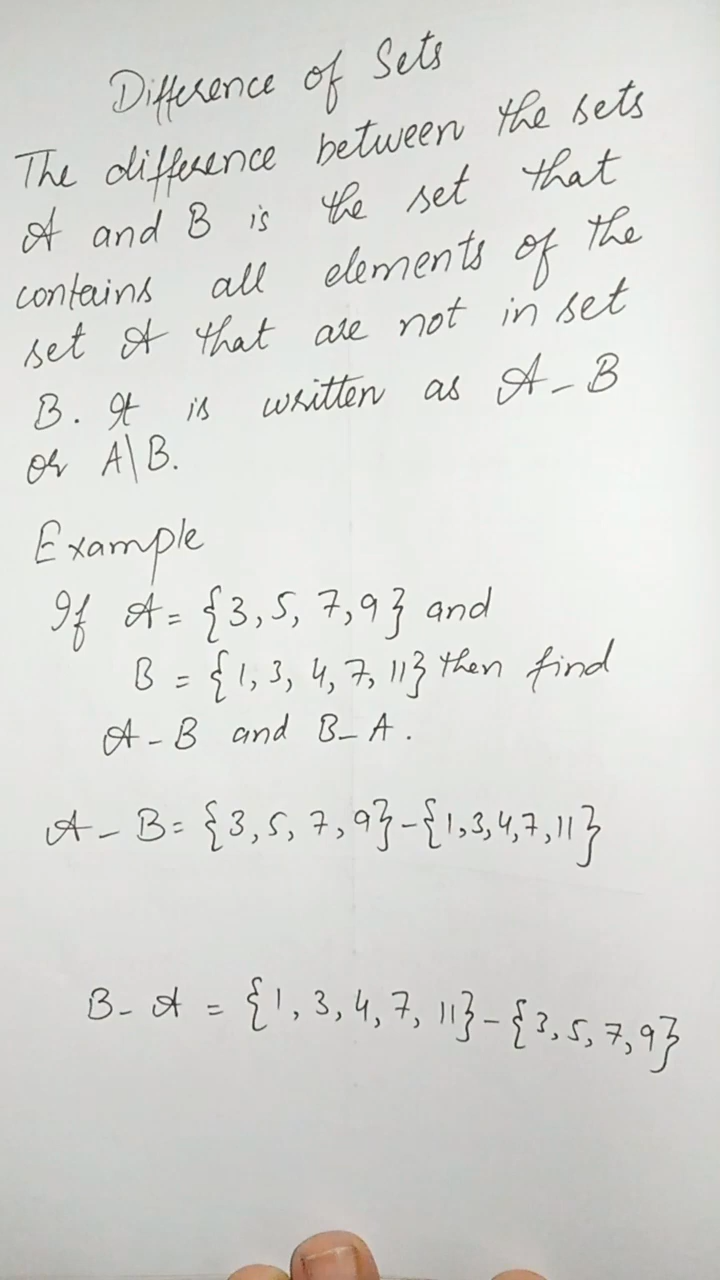 Difference of Sets
The difference between the sets
A and B is the set that
contains all elements of the
set A that are not in set
B. It is written as A - B
or A\B.
Example
If A = {3, 5, 7, 9} and
B = {1, 3, 4, 7, 11} then find
A - B and B - A.
A - B = {3, 5, 7, 9} - {1, 3, 4, 7, 11}
B - A = {1, 3, 4, 7, 11} - {3, 5, 7, 9}